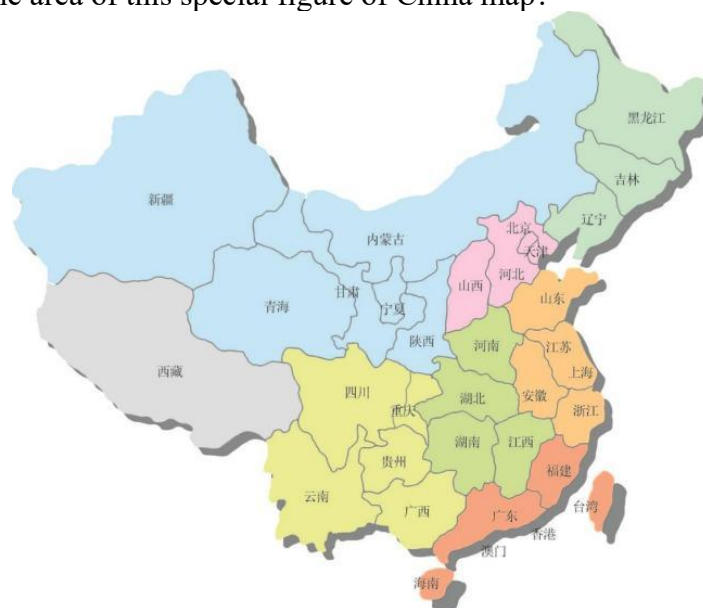 e area of this special figure of China map?
黑龙江
吉林
辽宁
新疆
内蒙古
北京
天津
河北
山西
甘肃
宁夏
青海
陕西
山东
河南
江苏
上海
安徽
西藏
四川
重庆
湖北
浙江
湖南
江西
贵州
福建
云南
广西
广东
台湾
香港
澳门
海南